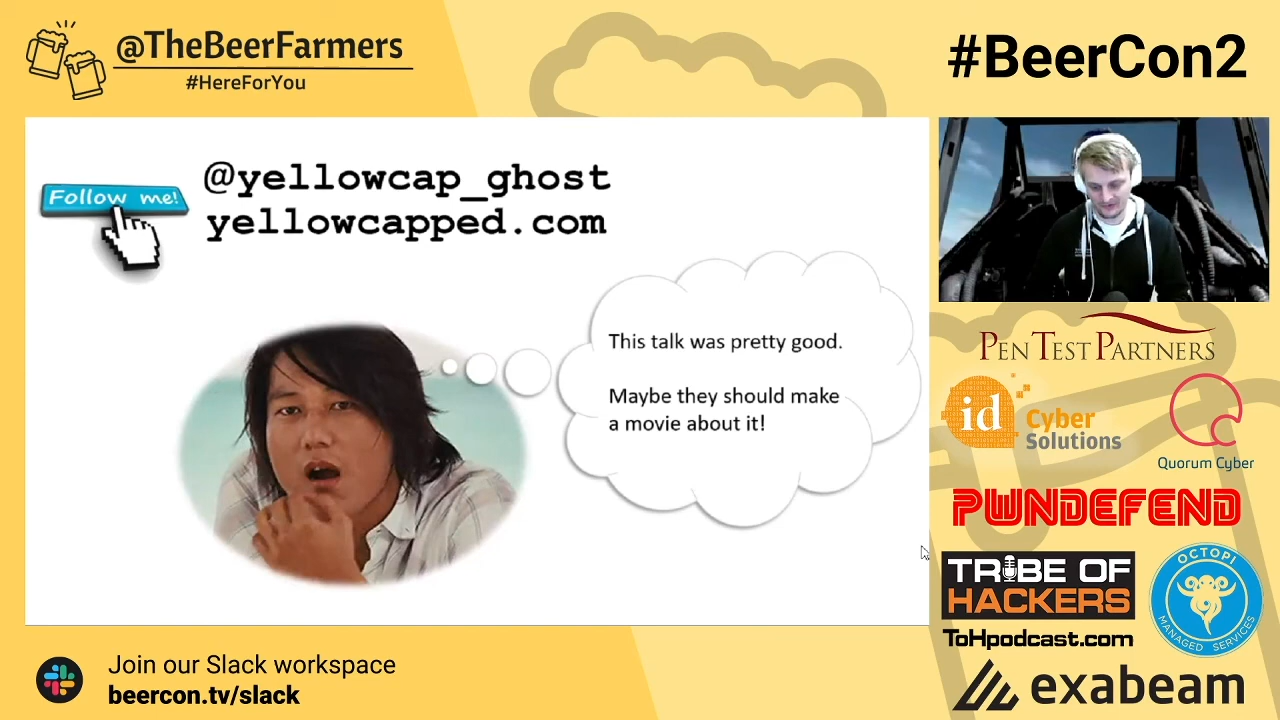 @TheBeerFarmers
#HereForYou
#BeerCon2
Follow me!
@yellowcap_ghost
yellowcapped.com
This talk was pretty good.
Maybe they should make
a movie about it!
PEN TEST PARTNERS
id Cyber
Solutions
Quorum Cyber
PWNDEFEND
TRIBE OF
HACKERS
ToHpodcast.com
OCTOPI
MANAGED SERVICES
exabeam
Join our Slack workspace
beercon.tv/slack